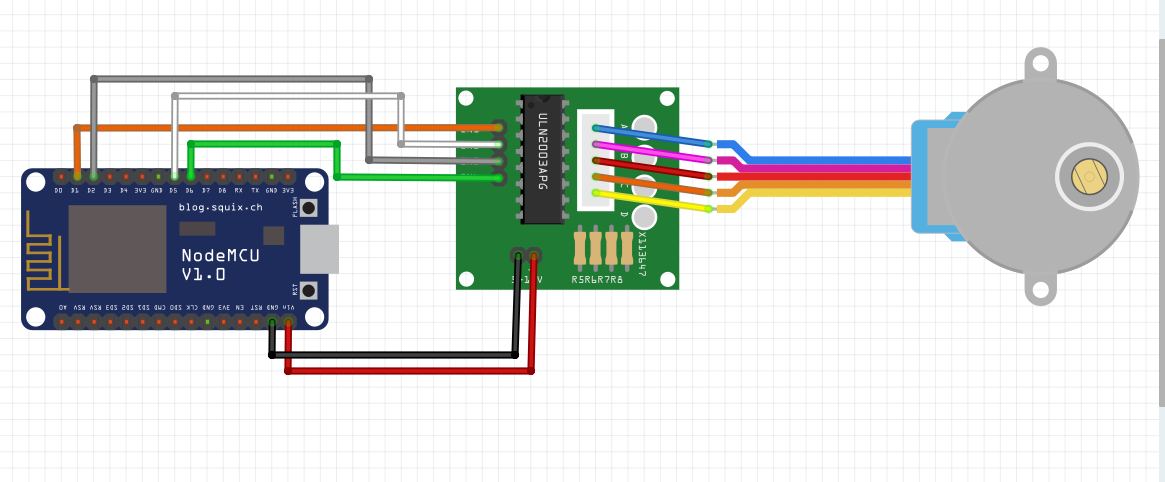 D0 D1 D2 D3 D4 3V3 GND D5 D6 D7 D8 RX TX GND 3V3
blog.squix.ch
FLASH
NodeMCU
V1.0
RST
A0 RSV RSV SD3 SD2 SD1 CMD SD0 CLK GND 3V3 EN RST GND Vin
ULN2003APG
A
B
C
D
X113647
R5R6R7R8